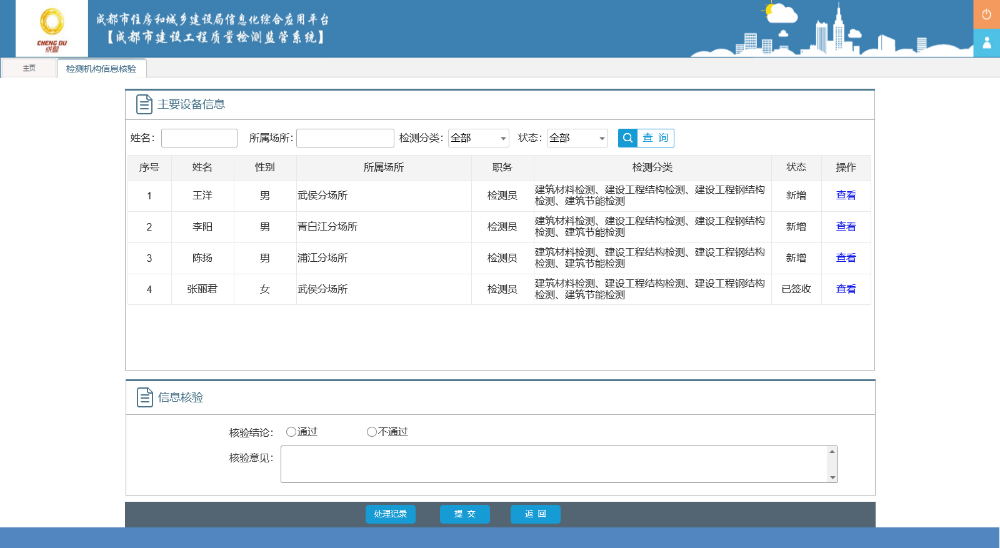 成都市住房和城乡建设局信息化综合应用平台
【成都市建设工程质量检测监管系统】
CHENG DU
成都
主页
检测机构信息核验
主要设备信息
姓名：
所属场所：
检测分类：
全部
状态：
全部
查 询
序号 姓名 性别 所属场所 职务 检测分类 状态 操作
1 王洋 男 武侯分场所 检测员 建筑材料检测、建设工程结构检测、建设工程钢结构
检测、建筑节能检测 新增 查看
2 李阳 男 青白江分场所 检测员 建筑材料检测、建设工程结构检测、建设工程钢结构
检测、建筑节能检测 新增 查看
3 陈扬 男 浦江分场所 检测员 建筑材料检测、建设工程结构检测、建设工程钢结构
检测、建筑节能检测 新增 查看
4 张丽君 女 武侯分场所 检测员 建筑材料检测、建设工程结构检测、建设工程钢结构
检测、建筑节能检测 已签收 查看
信息核验
核验结论： 通过 不通过
核验意见：
处理记录 提 交 返 回